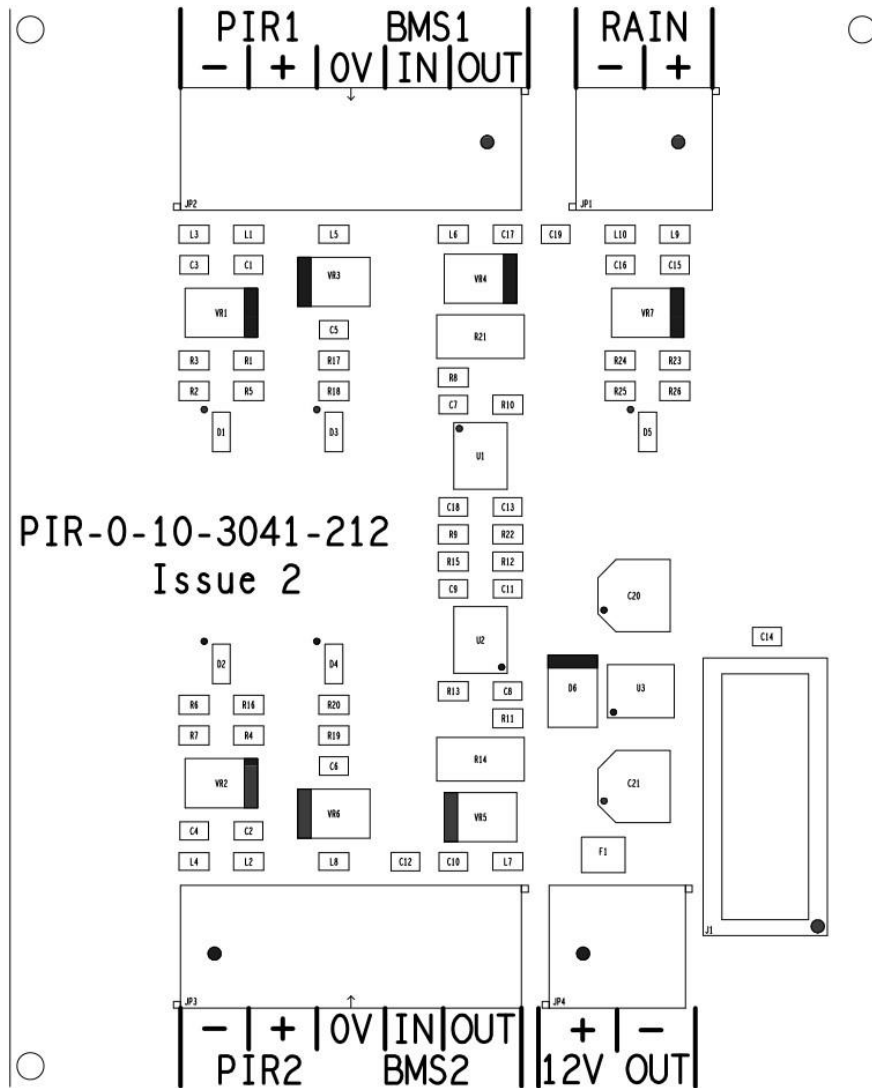 PIR1 BMS1 RAIN
- + 0V IN OUT - +
JP2 JP1
L3 L1 L5 L6 C17 C19 L10 L9
C3 C1 VR3 VR4 C16 C15
VR1 VR7
C5 R21
R3 R1 R17 R24 R23
R8
R2 R5 R18 R25 R26
C7 R10
D1 D3 D5
U1
C18 C13
PIR-0-10-3041-212
R9 R22
R15 R12
Issue 2
C9 C11
C20
U2
C14
D2 D4
R13 C8 D6 U3
R6 R16 R20
R11
R7 R4 R19
R14
C6
VR2 C21
VR6 VR5
C4 C2
F1
L4 L2 L8 C12 C10 L7
J1
JP3 JP4
- + 0V IN OUT + -
PIR2 BMS2 12V OUT